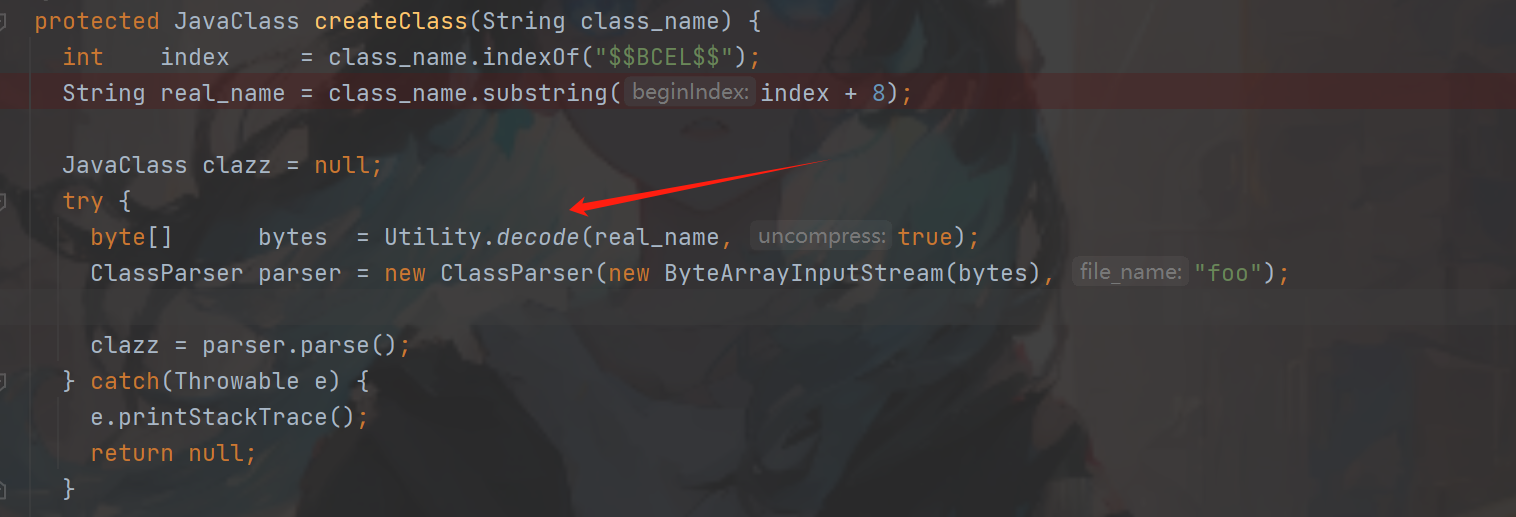 protected JavaClass createClass(String class_name) {
int index = class_name.indexOf("$$BCEL$$");
String real_name = class_name.substring( beginIndex: index + 8);
JavaClass clazz = null;
try {
byte[] bytes = Utility.decode(real_name, uncompress: true);
ClassParser parser = new ClassParser(new ByteArrayInputStream(bytes), file_name: "foo");
clazz = parser.parse();
} catch(Throwable e) {
e.printStackTrace();
return null;
}